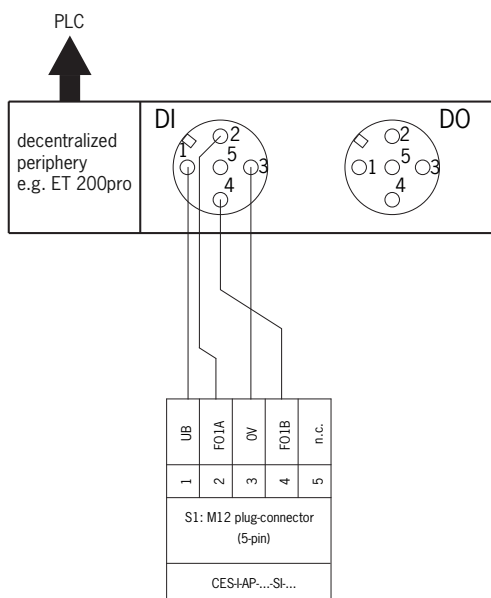 PLC
decentralized
periphery
e.g. ET 200pro
DI
1
2
5
3
4
DO
2
1
5
3
4
UB
FO1A
0V
FO1B
n.c.
1
2
3
4
5
S1: M12 plug-connector
(5-pin)
CES-I-AP-...-SI-...